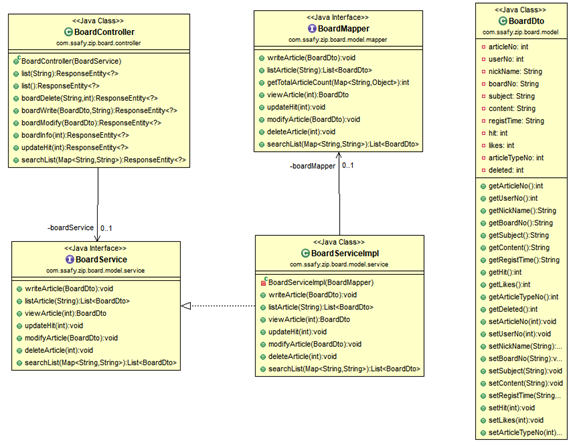 <<Java Class>>
BoardController
com.ssafy.zip.board.controller
BoardController(BoardService)
list(String):ResponseEntity<?>
list():ResponseEntity<?>
boardDelete(String,int):ResponseEntity<?>
boardWrite(BoardDto,String):ResponseEntity<?>
boardModify(BoardDto):ResponseEntity<?>
boardInfo(int):ResponseEntity<?>
updateHit(int):ResponseEntity<?>
searchList(Map<String,String>):ResponseEntity<?>
<<Java Interface>>
BoardMapper
com.ssafy.zip.board.model.mapper
writeArticle(BoardDto):void
listArticle(String):List<BoardDto>
getTotalArticleCount(Map<String,Object>):int
viewArticle(int):BoardDto
updateHit(int):void
modifyArticle(BoardDto):void
deleteArticle(int):void
searchList(Map<String,String>):List<BoardDto>
-boardMapper
0..1
-boardService
0..1
<<Java Interface>>
BoardService
com.ssafy.zip.board.model.service
writeArticle(BoardDto):void
listArticle(String):List<BoardDto>
viewArticle(int):BoardDto
updateHit(int):void
modifyArticle(BoardDto):void
deleteArticle(int):void
searchList(Map<String,String>):List<BoardDto>
<<Java Class>>
BoardServiceImpl
com.ssafy.zip.board.model.service
BoardServiceImpl(BoardMapper)
writeArticle(BoardDto):void
listArticle(String):List<BoardDto>
viewArticle(int):BoardDto
updateHit(int):void
modifyArticle(BoardDto):void
deleteArticle(int):void
searchList(Map<String,String>):List<BoardDto>
<<Java Class>>
BoardDto
com.ssafy.zip.board.model
articleNo: int
userNo: int
nickName: String
boardNo: String
subject: String
content: String
registTime: String
hit: int
likes: int
articleTypeNo: int
deleted: int
getArticleNo():int
getUserNo():int
getNickName():String
getBoardNo():String
getSubject():String
getContent():String
getRegistTime():String
getHit():int
getLikes():int
getArticleTypeNo():int
getDeleted():int
setArticleNo(int):void
setUserNo(int):void
setNickName(String):...
setBoardNo(String):v...
setSubject(String):void
setContent(String):void
setRegistTime(String...
setHit(int):void
setLikes(int):void
setArticleTypeNo(int)...